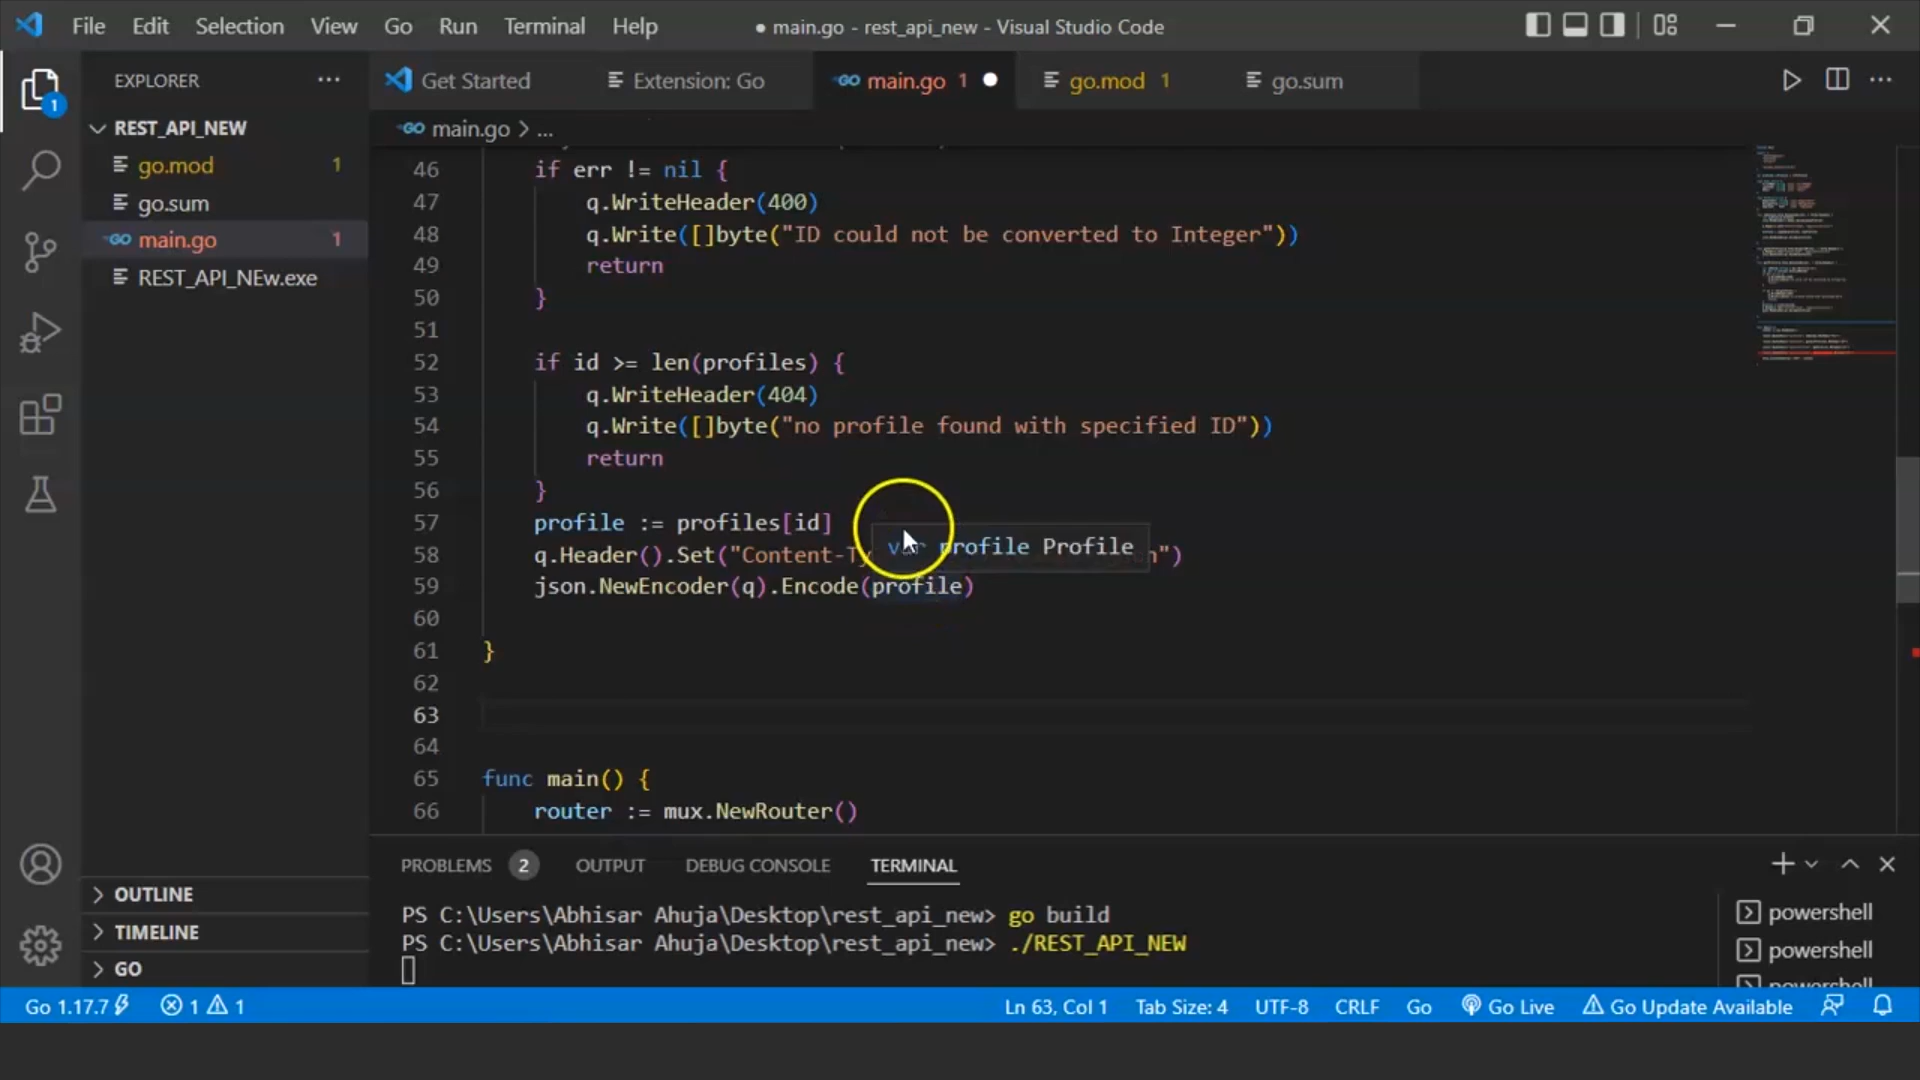 File Edit Selection View Go Run Terminal Help
● main.go - rest_api_new - Visual Studio Code
EXPLORER ...
Get Started
Extension: Go
main.go 1
go.mod 1
go.sum
REST_API_NEW
go.mod 1
go.sum
main.go 1
REST_API_NEw.exe
main.go > ...
46 if err != nil {
47 q.WriteHeader(400)
48 q.Write([]byte("ID could not be converted to Integer"))
49 return
50 }
51
52 if id >= len(profiles) {
53 q.WriteHeader(404)
54 q.Write([]byte("no profile found with specified ID"))
55 return
56 }
57 profile := profiles[id]
var profile Profile
58 q.Header().Set("Content-Ty n")
59 json.NewEncoder(q).Encode(profile)
60
61 }
62
63
64
65 func main() {
66 router := mux.NewRouter()
OUTLINE
TIMELINE
GO
PROBLEMS 2 OUTPUT DEBUG CONSOLE TERMINAL
PS C:\Users\Abhisar Ahuja\Desktop\rest_api_new> go build
PS C:\Users\Abhisar Ahuja\Desktop\rest_api_new> ./REST_API_NEW
powershell
powershell
powershell
Go 1.17.7 1 1 Ln 63, Col 1 Tab Size: 4 UTF-8 CRLF Go Go Live Go Update Available